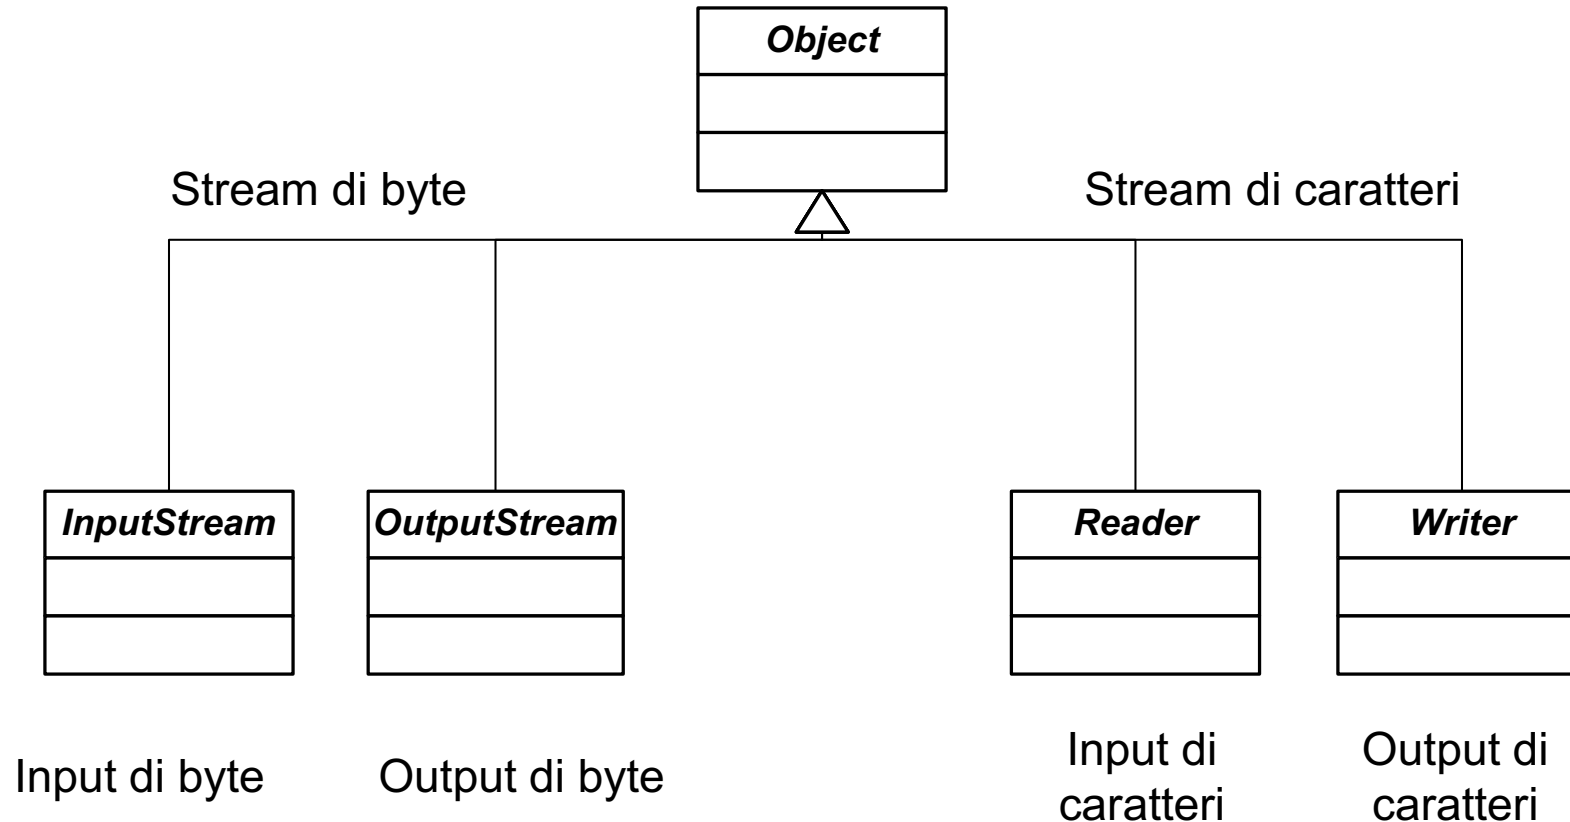 Object
Stream di byte
Stream di caratteri
InputStream
OutputStream
Reader
Writer
Input di byte
Output di byte
Input di
caratteri
Output di
caratteri